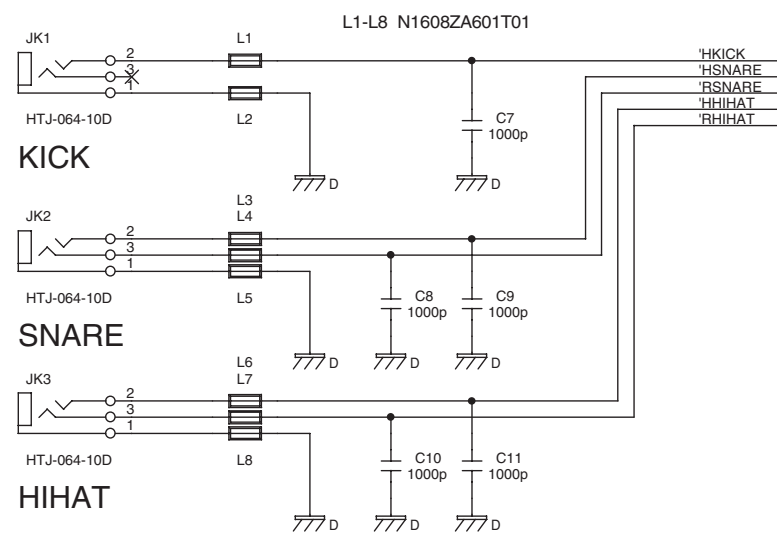 L1-L8 N1608ZA601T01
JK1
L1
2
3
1
HTJ-064-10D
L2
KICK
C7
1000p
D
D
'HKICK
'HSNARE
'RSNARE
'HHIHAT
'RHIHAT
L3
JK2
L4
2
3
1
HTJ-064-10D
L5
SNARE
C8
1000p
C9
1000p
D
D
D
L6
JK3
L7
2
3
1
HTJ-064-10D
L8
HIHAT
C10
1000p
C11
1000p
D
D
D